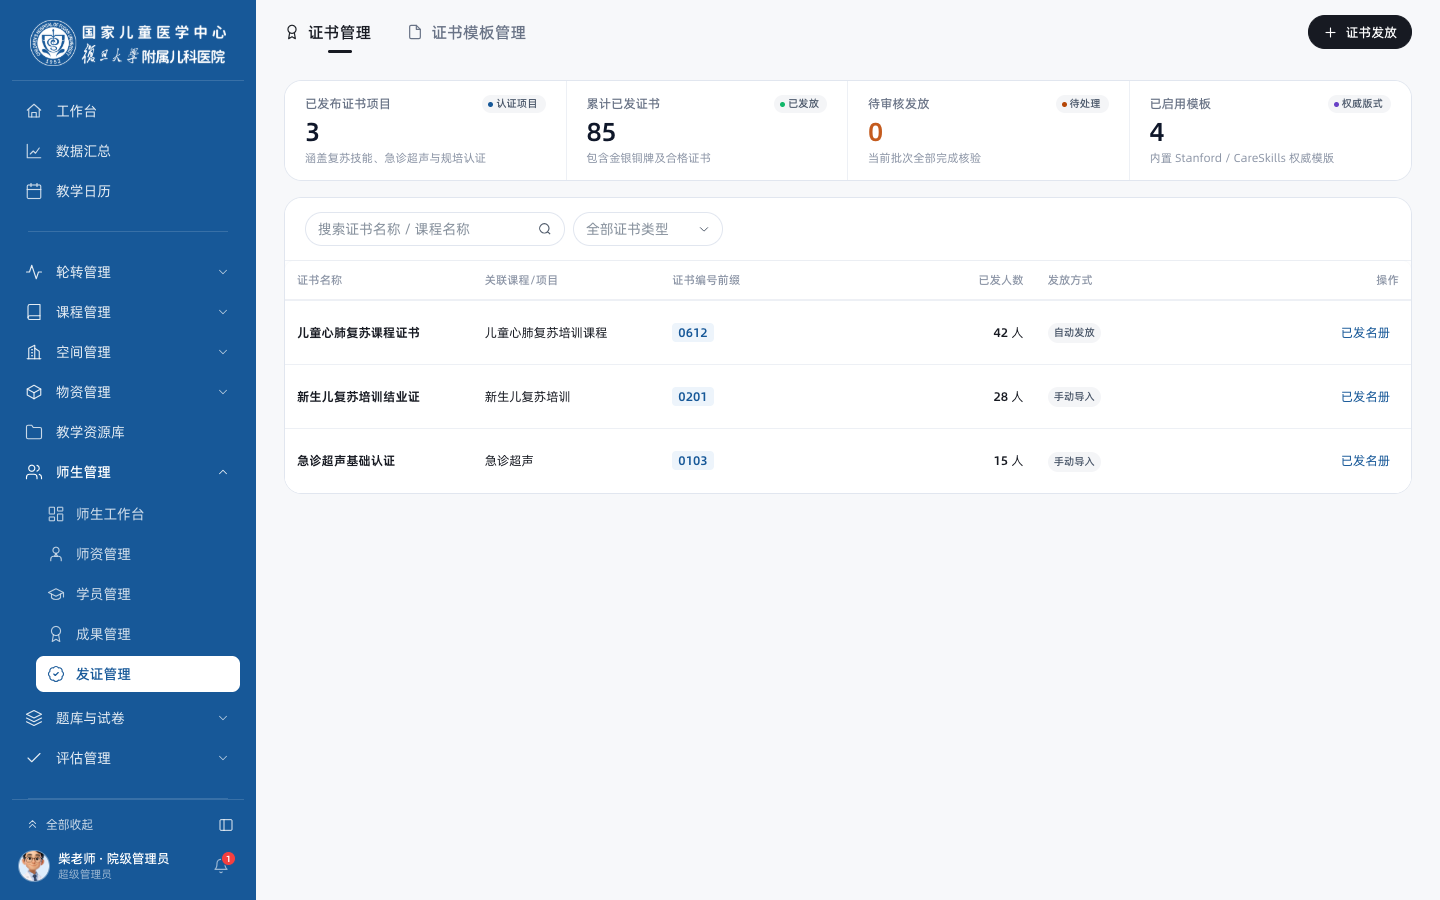 国家儿童医学中心
復旦大学附属儿科医院
工作台
数据汇总
教学日历
轮转管理
课程管理
空间管理
物资管理
教学资源库
师生管理
师生工作台
师资管理
学员管理
成果管理
发证管理
题库与试卷
评估管理
全部收起
柴老师 · 院级管理员
超级管理员
1
证书管理
证书模板管理
证书发放
已发布证书项目
认证项目
3
涵盖复苏技能、急诊超声与规培认证
累计已发证书
已发放
85
包含金银铜牌及合格证书
待审核发放
待处理
0
当前批次全部完成核验
已启用模板
权威版式
4
内置 Stanford / CareSkills 权威模版
搜索证书名称 / 课程名称
全部证书类型
证书名称 关联课程/项目 证书编号前缀 已发人数 发放方式 操作
儿童心肺复苏课程证书 儿童心肺复苏培训课程 0612 42 人 自动发放 已发名册
新生儿复苏培训结业证 新生儿复苏培训 0201 28 人 手动导入 已发名册
急诊超声基础认证 急诊超声 0103 15 人 手动导入 已发名册